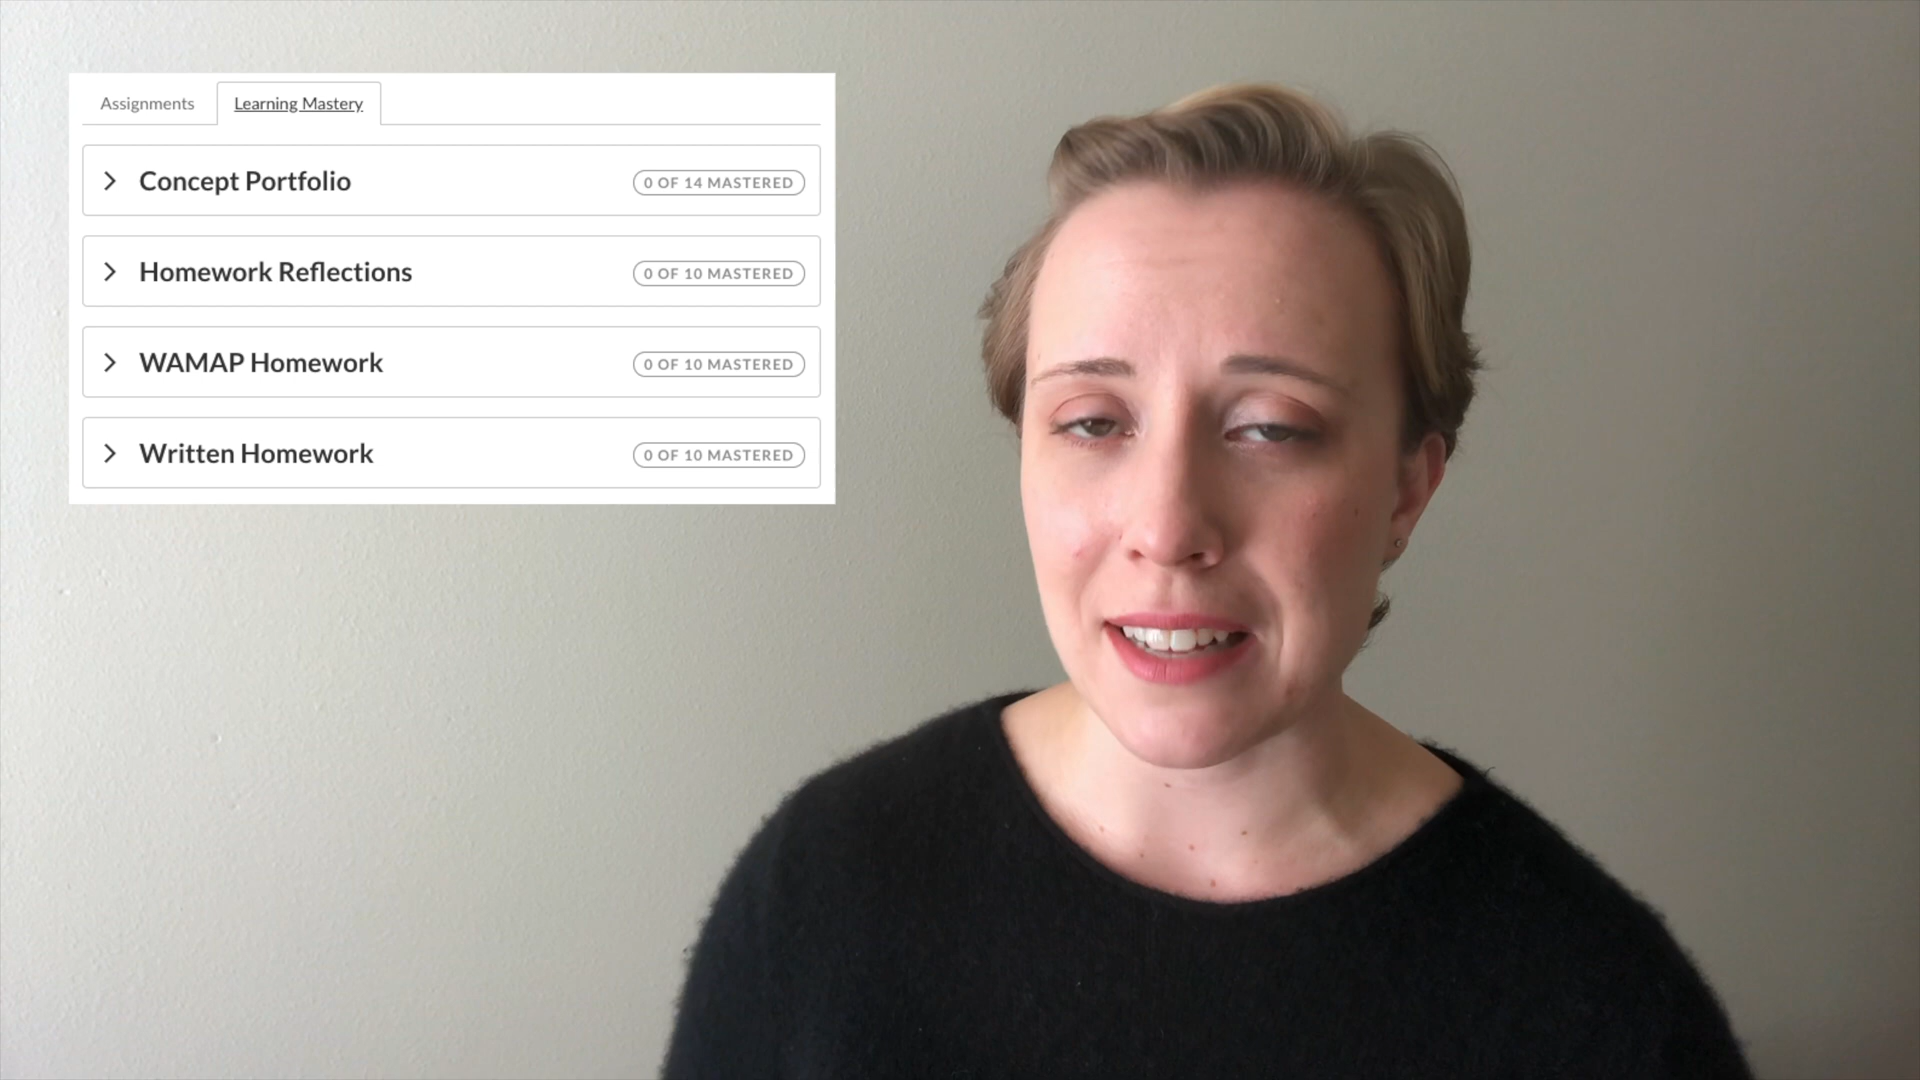 Assignments
Learning Mastery
Concept Portfolio
0 OF 14 MASTERED
Homework Reflections
0 OF 10 MASTERED
WAMAP Homework
0 OF 10 MASTERED
Written Homework
0 OF 10 MASTERED